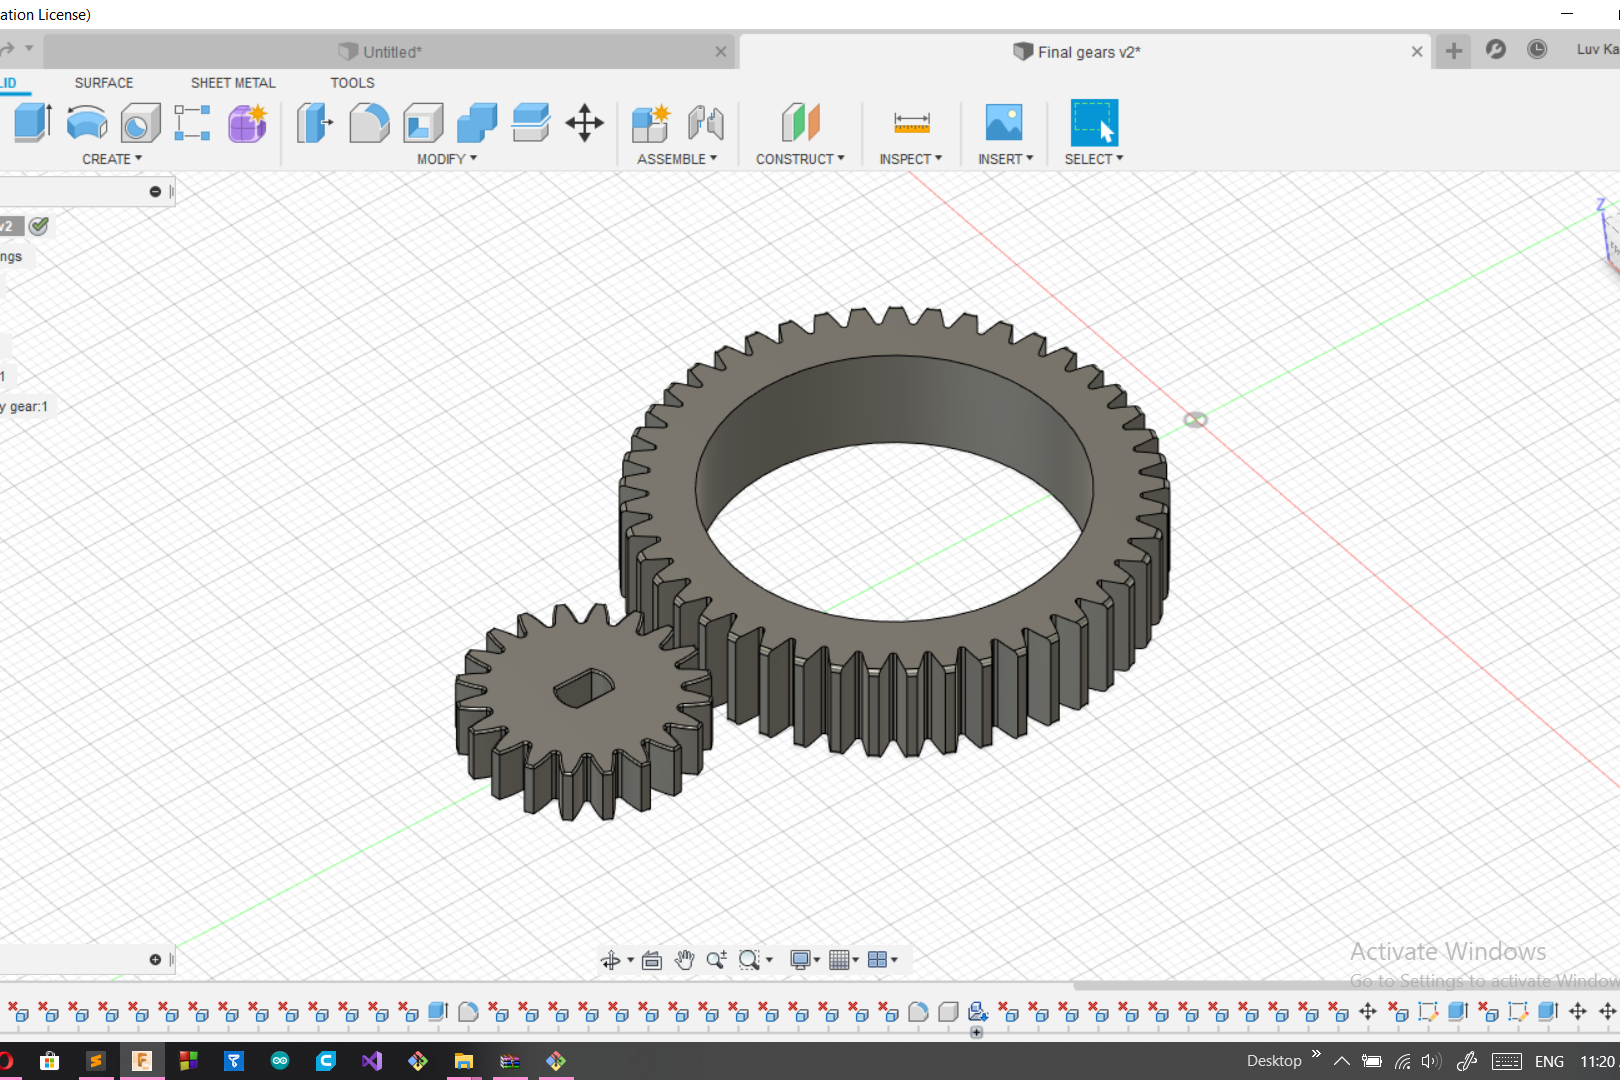 ation License)
Untitled*
Final gears v2*
Luv Ka
LID
SURFACE
SHEET METAL
TOOLS
CREATE
MODIFY
ASSEMBLE
CONSTRUCT
INSPECT
INSERT
SELECT
v2
ngs
1
y gear:1
Z
Activate Windows
Go to Settings to activate Window
Desktop
ENG
11:20